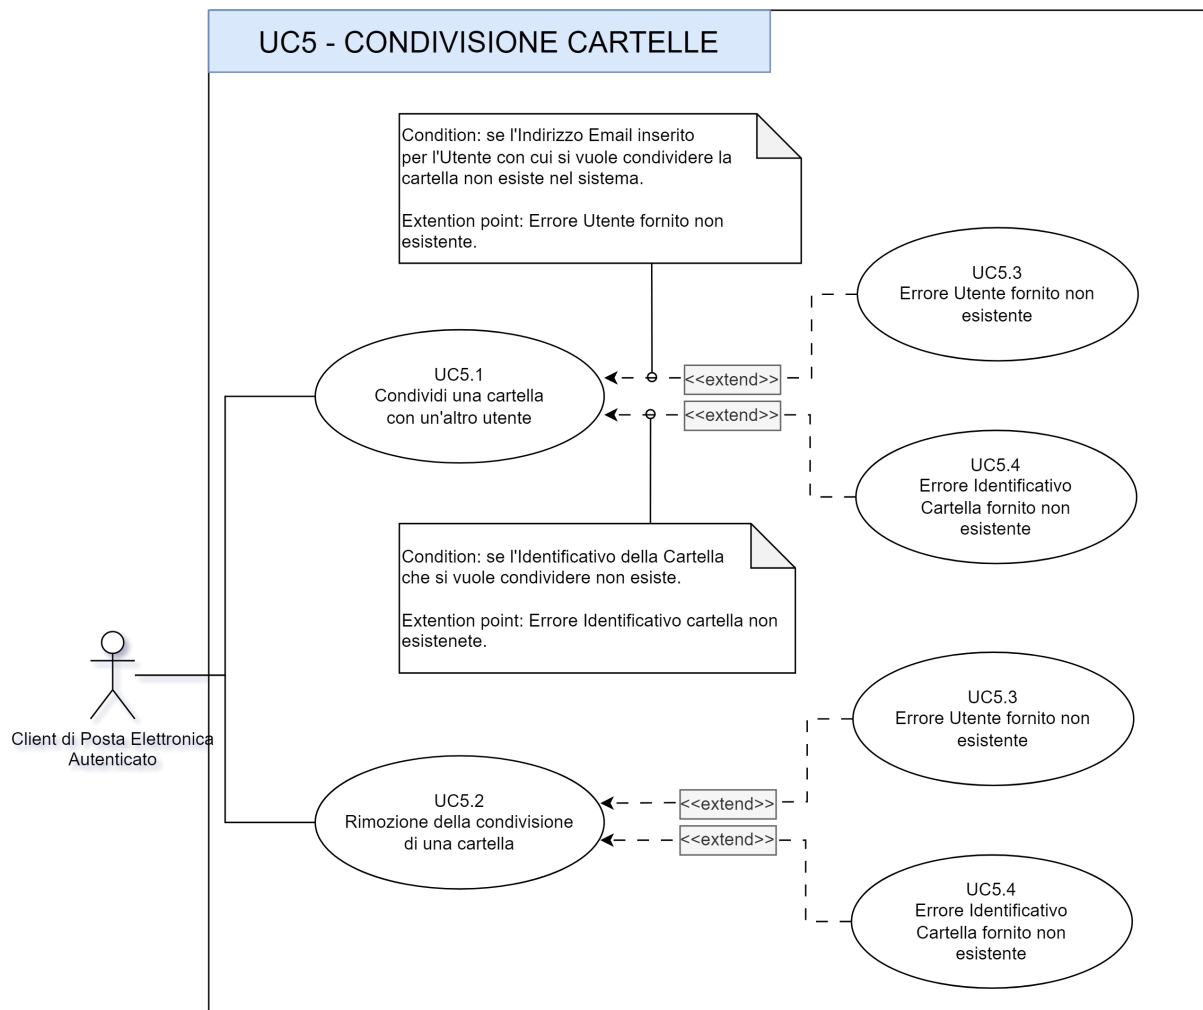 UC5 - CONDIVISIONE CARTELLE
Condition: se l'Indirizzo Email inserito
per l'Utente con cui si vuole condividere la
cartella non esiste nel sistema.
Extention point: Errore Utente fornito non
esistente.
UC5.3
Errore Utente fornito non
esistente
UC5.1
Condividi una cartella
con un'altro utente
<<extend>>
<<extend>>
UC5.4
Errore Identificativo
Cartella fornito non
esistente
Condition: se l'Identificativo della Cartella
che si vuole condividere non esiste.
Extention point: Errore Identificativo cartella non
esistenete.
Client di Posta Elettronica
Autenticato
UC5.3
Errore Utente fornito non
esistente
UC5.2
Rimozione della condivisione
di una cartella
<<extend>>
<<extend>>
UC5.4
Errore Identificativo
Cartella fornito non
esistente